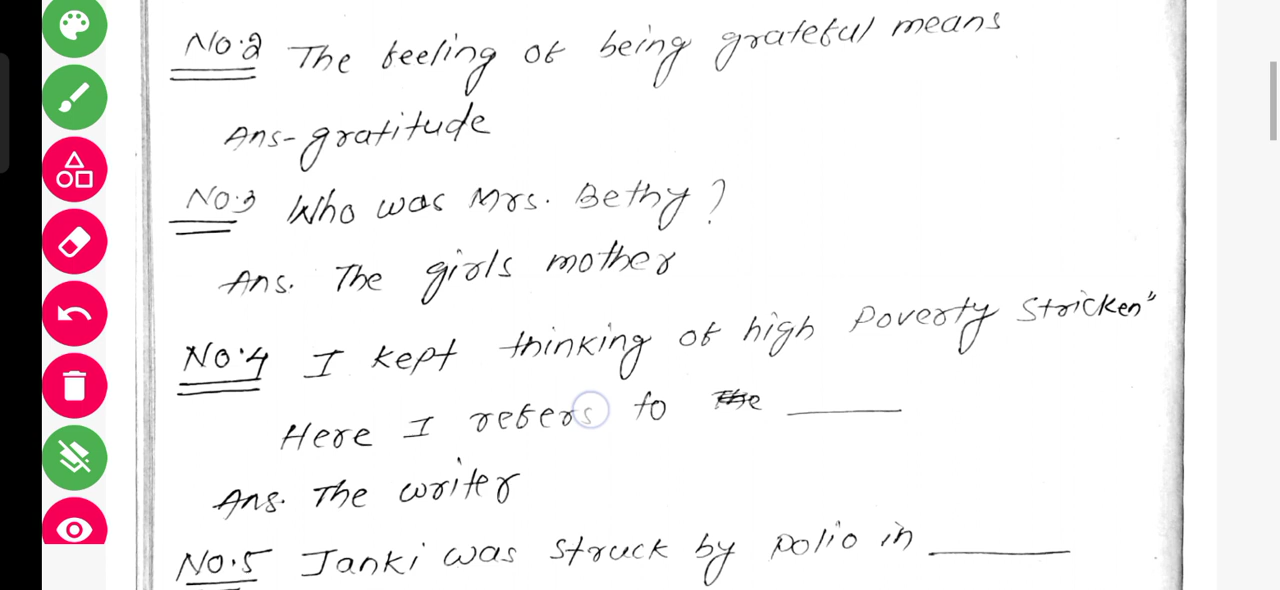 No.2 The feeling of being grateful means
Ans- gratitude
No.3 Who was Mrs. Bethy?
Ans. The girls mother
No.4 I kept thinking of high Poverty Stricken"
Here I refers to The ______
Ans. The writer
No.5 Janki was struck by polio in ______